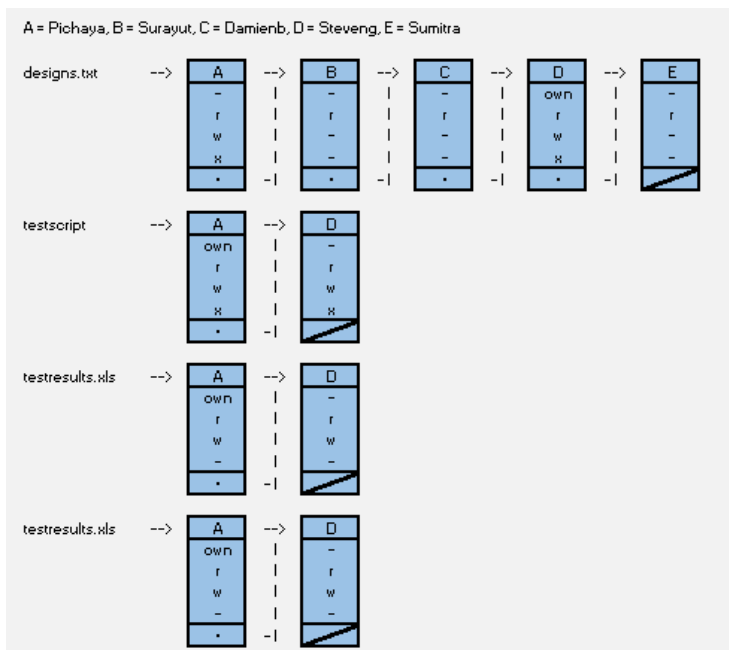 A = Pichaya, B = Surayut, C = Damienb, D = Steveng, E = Sumitra
designs.txt --> A --> B --> C --> D --> E
- | - | - | own | -
r | r | r | r | r
w | - | - | w | -
x | - | - | x | -
· -| · -| · -| · -|
testscript --> A --> D
own | -
r | r
w | w
x | x
· -|
testresults.xls --> A --> D
own | -
r | r
w | w
- | -
· -|
testresults.xls --> A --> D
own | -
r | r
w | w
- | -
· -|